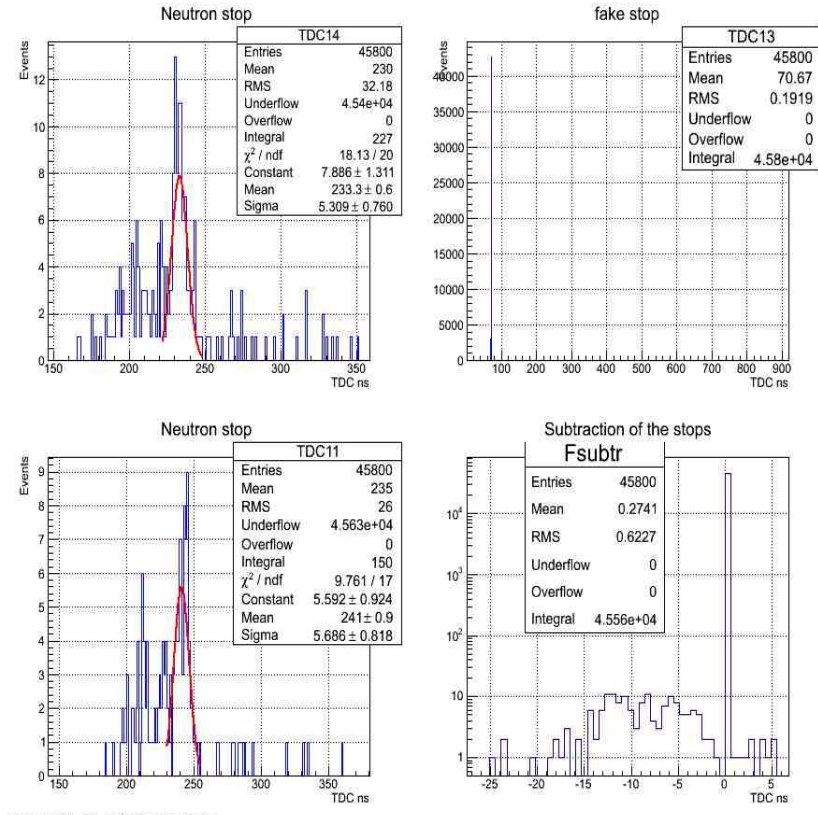 Neutron stop
Events
TDC14
Entries 45800
Mean 230
RMS 32.18
Underflow 4.54e+04
Overflow 0
Integral 227
χ² / ndf 18.13 / 20
Constant 7.886 ± 1.311
Mean 233.3 ± 0.6
Sigma 5.309 ± 0.760
12
10
8
6
4
2
0
150 200 250 300 350
TDC ns
fake stop
Events
TDC13
Entries 45800
Mean 70.67
RMS 0.1919
Underflow 0
Overflow 0
Integral 4.58e+04
40000
35000
30000
25000
20000
15000
10000
5000
0
100 200 300 400 500 600 700 800 900
TDC ns
Neutron stop
Events
TDC11
Entries 45800
Mean 235
RMS 26
Underflow 4.563e+04
Overflow 0
Integral 150
χ² / ndf 9.761 / 17
Constant 5.592 ± 0.924
Mean 241 ± 0.9
Sigma 5.686 ± 0.818
9
8
7
6
5
4
3
2
1
0
150 200 250 300 350
TDC ns
Subtraction of the stops
Fsubtr
Entries 45800
Mean 0.2741
RMS 0.6227
Underflow 0
Overflow 0
Integral 4.556e+04
10⁴
10³
10²
10
1
-25 -20 -15 -10 -5 0 5
TDC ns